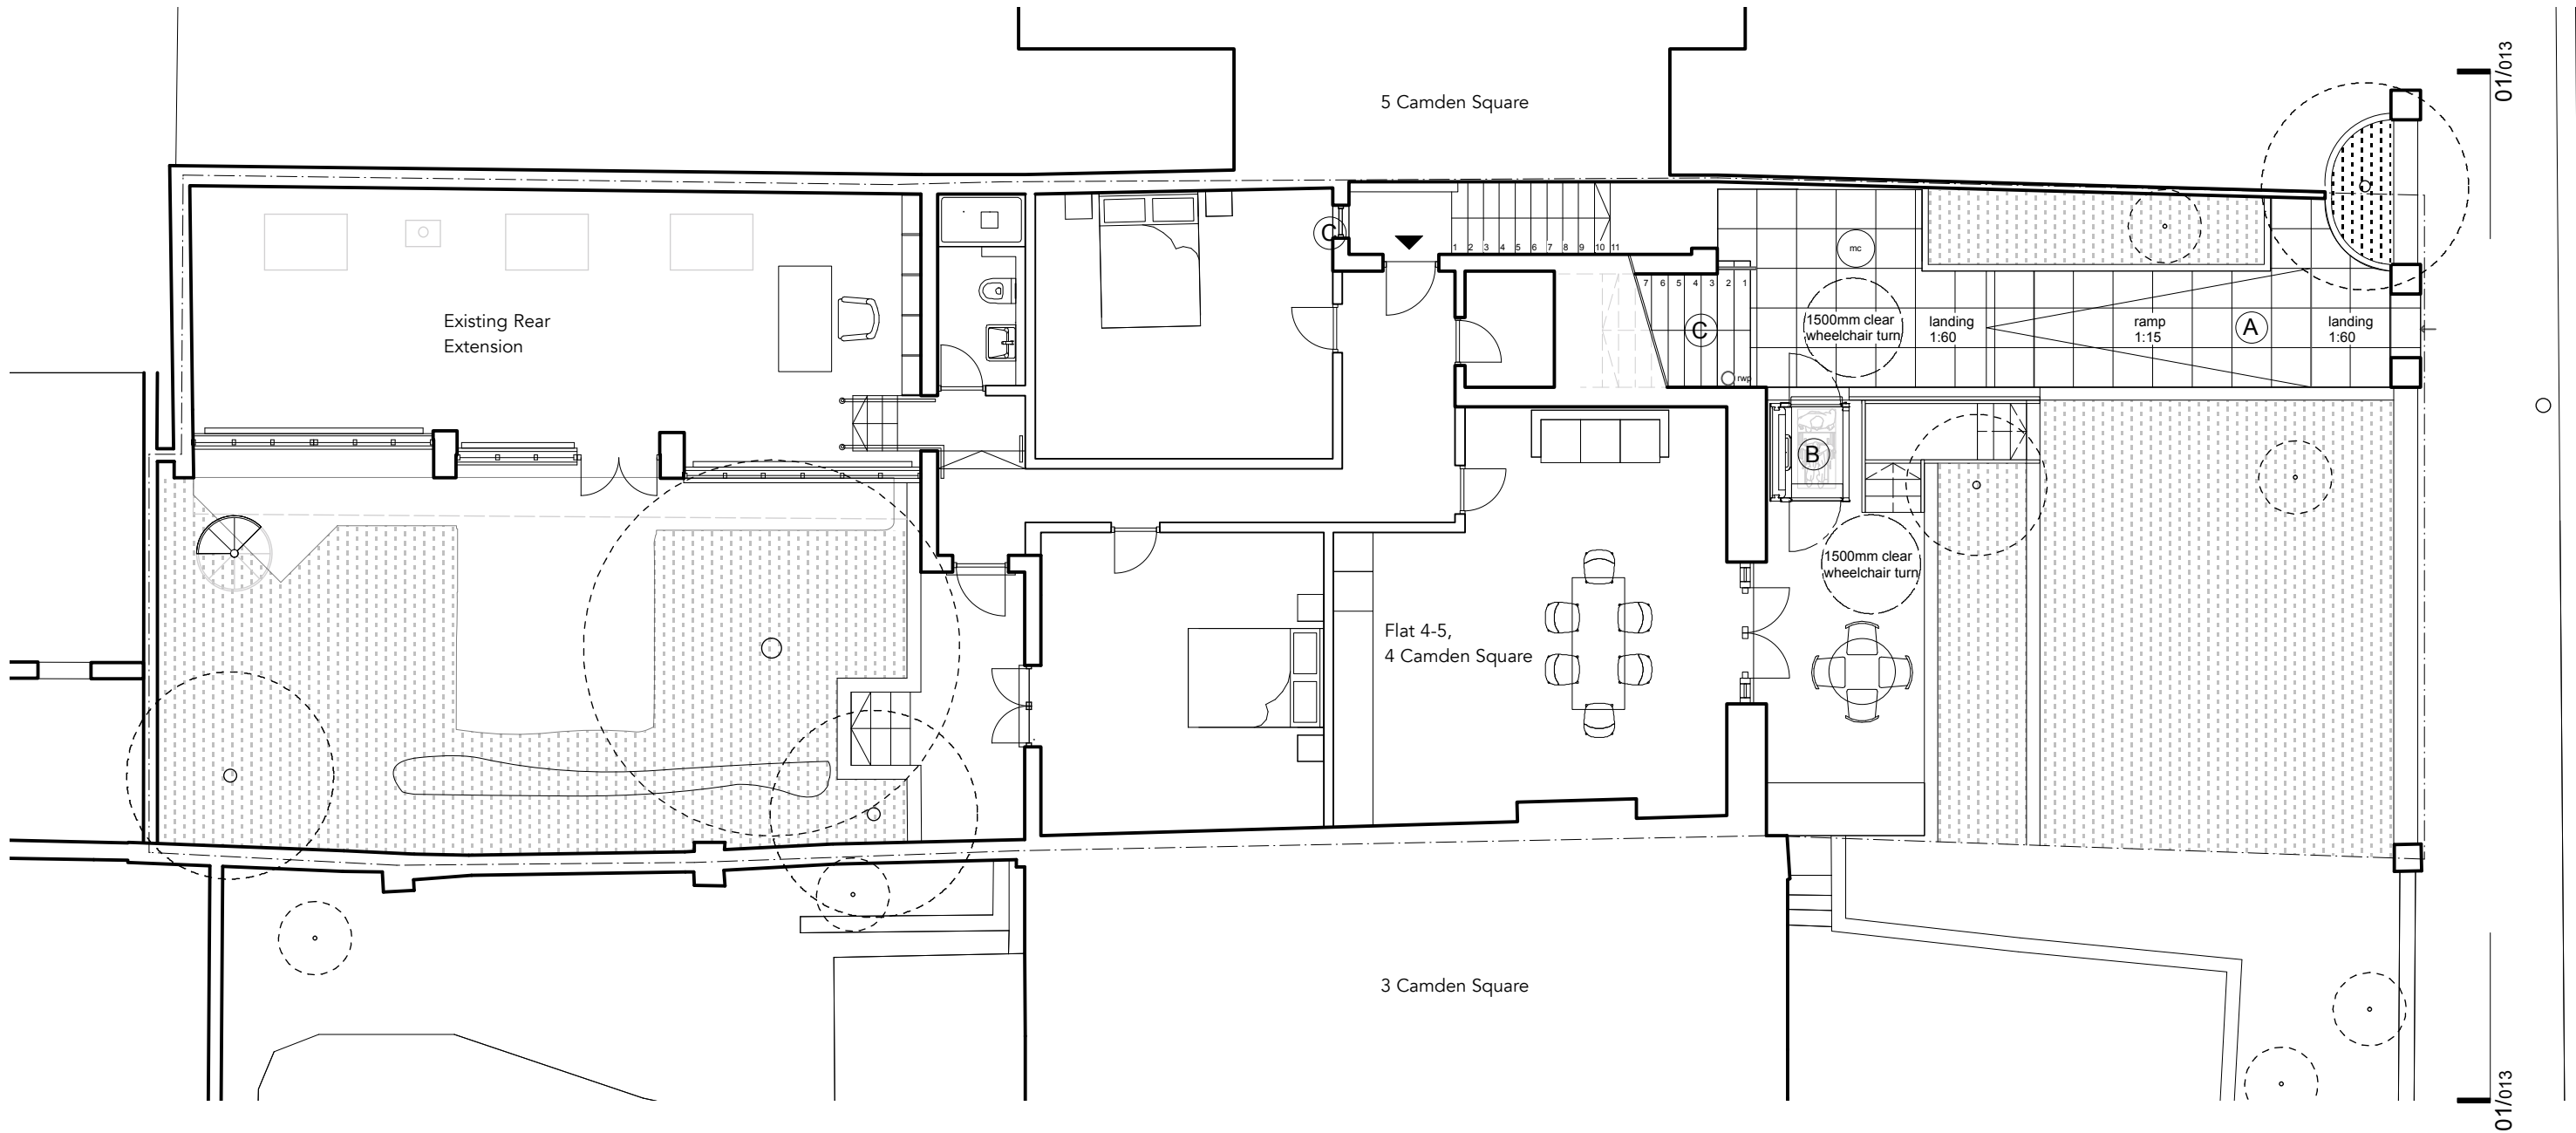 5 Camden Square
01/013
C
1 2 3 4 5 6 7 8 9 10 11
mc
7 6 5 4 3 2 1
Existing Rear
Extension
1500mm clear
wheelchair turn
landing
1:60
ramp
1:15
A
landing
1:60
C
rwp
B
1500mm clear
wheelchair turn
Flat 4-5,
4 Camden Square
3 Camden Square
01/013